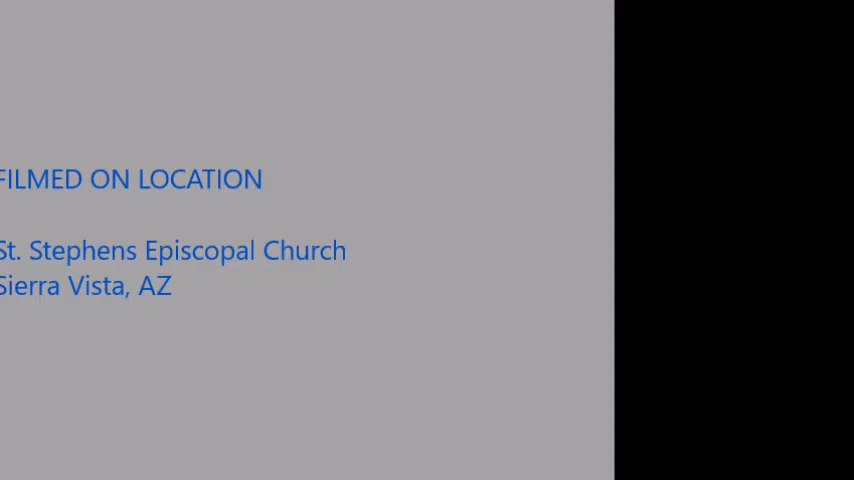 FILMED ON LOCATION
St. Stephens Episcopal Church
Sierra Vista, AZ